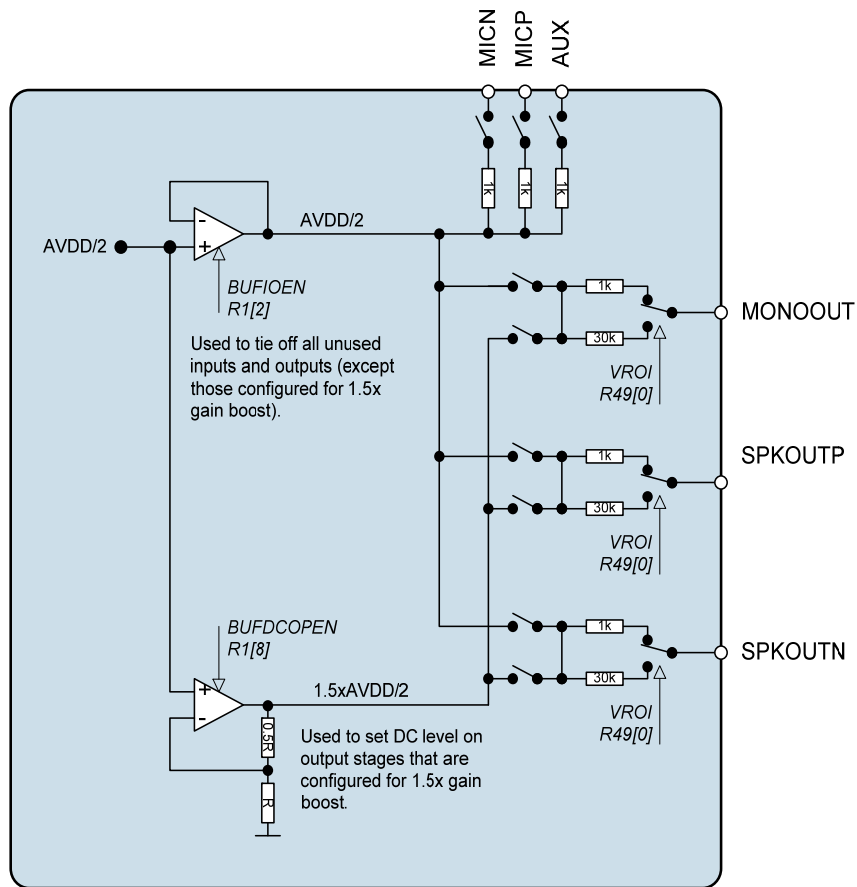 MICN
MICP
AUX
1k
1k
1k
AVDD/2
AVDD/2
-
+
BUFIOEN
R1[2]
Used to tie off all unused
inputs and outputs (except
those configured for 1.5x
gain boost).
1k
30k
MONOOUT
VROI
R49[0]
1k
30k
SPKOUTP
VROI
R49[0]
1k
30k
SPKOUTN
VROI
R49[0]
BUFDCOPEN
R1[8]
+
-
1.5xAVDD/2
0.5R
R
Used to set DC level on
output stages that are
configured for 1.5x gain
boost.